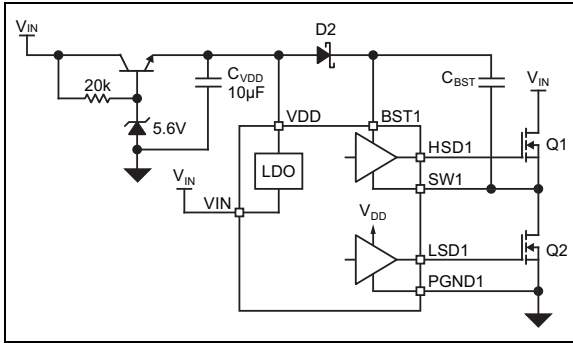 D2
VIN
20k
CVDD
10µF
CBST
VIN
5.6V
VDD
BST1
HSD1
Q1
LDO
VIN
SW1
VIN
VDD
LSD1
Q2
PGND1